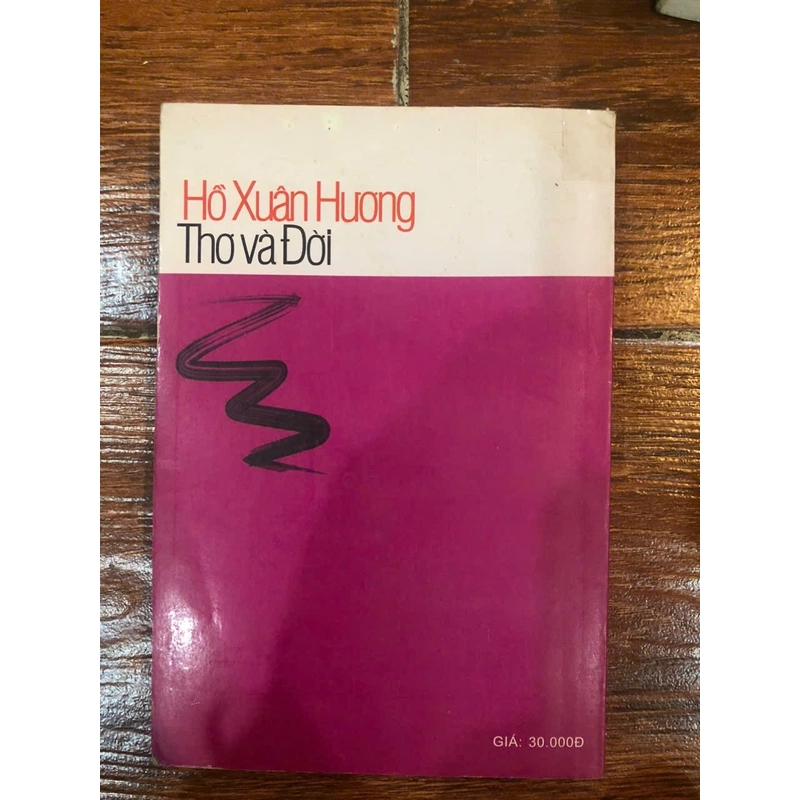 Hồ Xuân Hương
Thơ và Đời
GIÁ: 30.000Đ